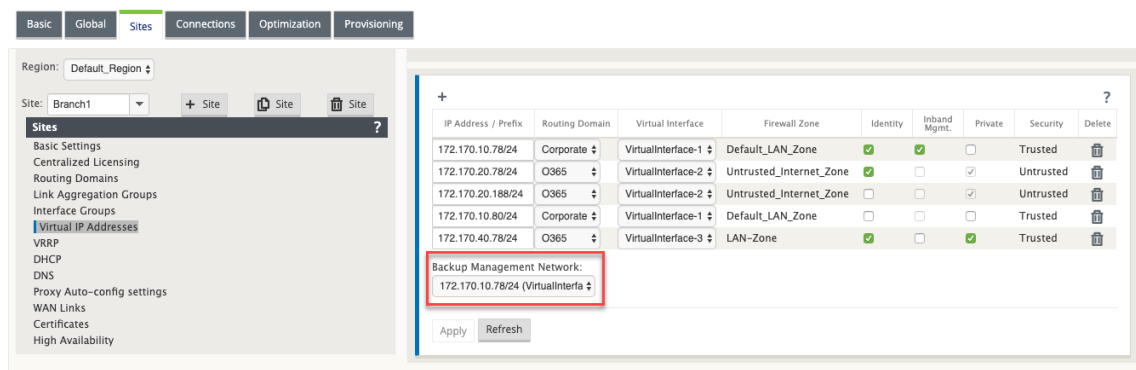 Basic Global Sites Connections Optimization Provisioning
Region: Default_Region
Site: Branch1 + Site Site Site
Sites ?
Basic Settings
Centralized Licensing
Routing Domains
Link Aggregation Groups
Interface Groups
Virtual IP Addresses
VRRP
DHCP
DNS
Proxy Auto-config settings
WAN Links
Certificates
High Availability
+ ?
IP Address / Prefix Routing Domain Virtual Interface Firewall Zone Identity Inband Mgmt. Private Security Delete
172.170.10.78/24 Corporate VirtualInterface-1 Default_LAN_Zone Trusted
172.170.20.78/24 O365 VirtualInterface-2 Untrusted_Internet_Zone Untrusted
172.170.20.188/24 O365 VirtualInterface-2 Untrusted_Internet_Zone Untrusted
172.170.10.80/24 Corporate VirtualInterface-1 Default_LAN_Zone Trusted
172.170.40.78/24 O365 VirtualInterface-3 LAN-Zone Trusted
Backup Management Network:
172.170.10.78/24 (VirtualInterfa
Apply Refresh